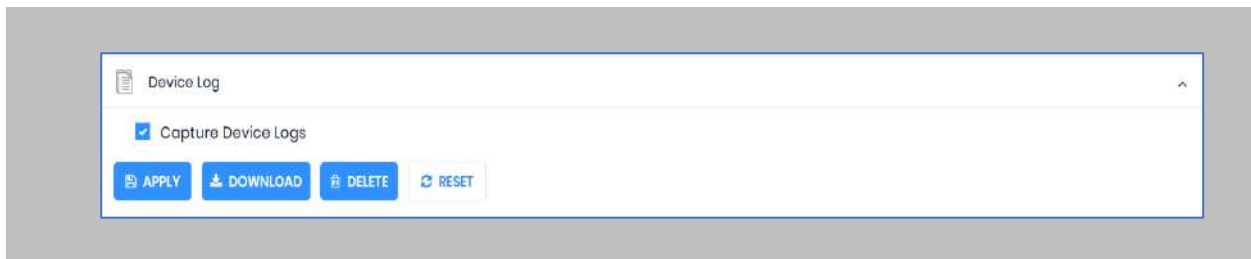 Device Log
Capture Device Logs
APPLY DOWNLOAD DELETE RESET